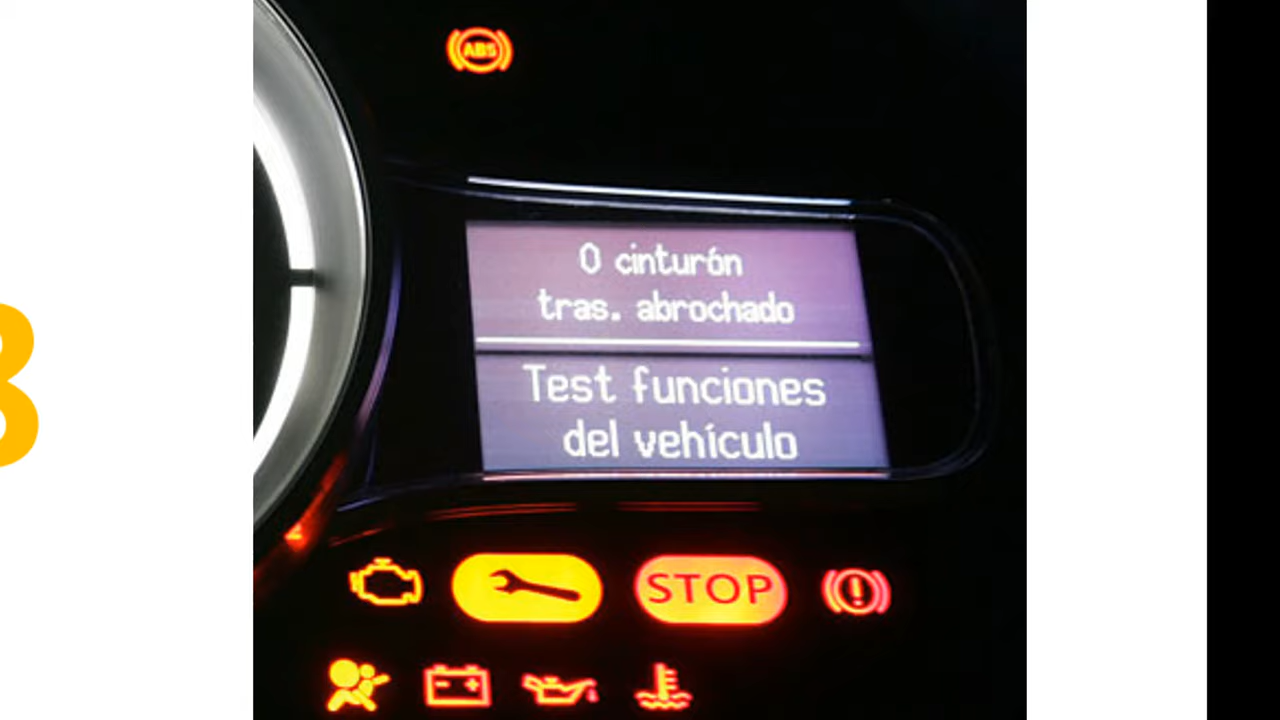 ABS
0 cinturón
tras. abrochado
Test funciones
del vehículo
STOP